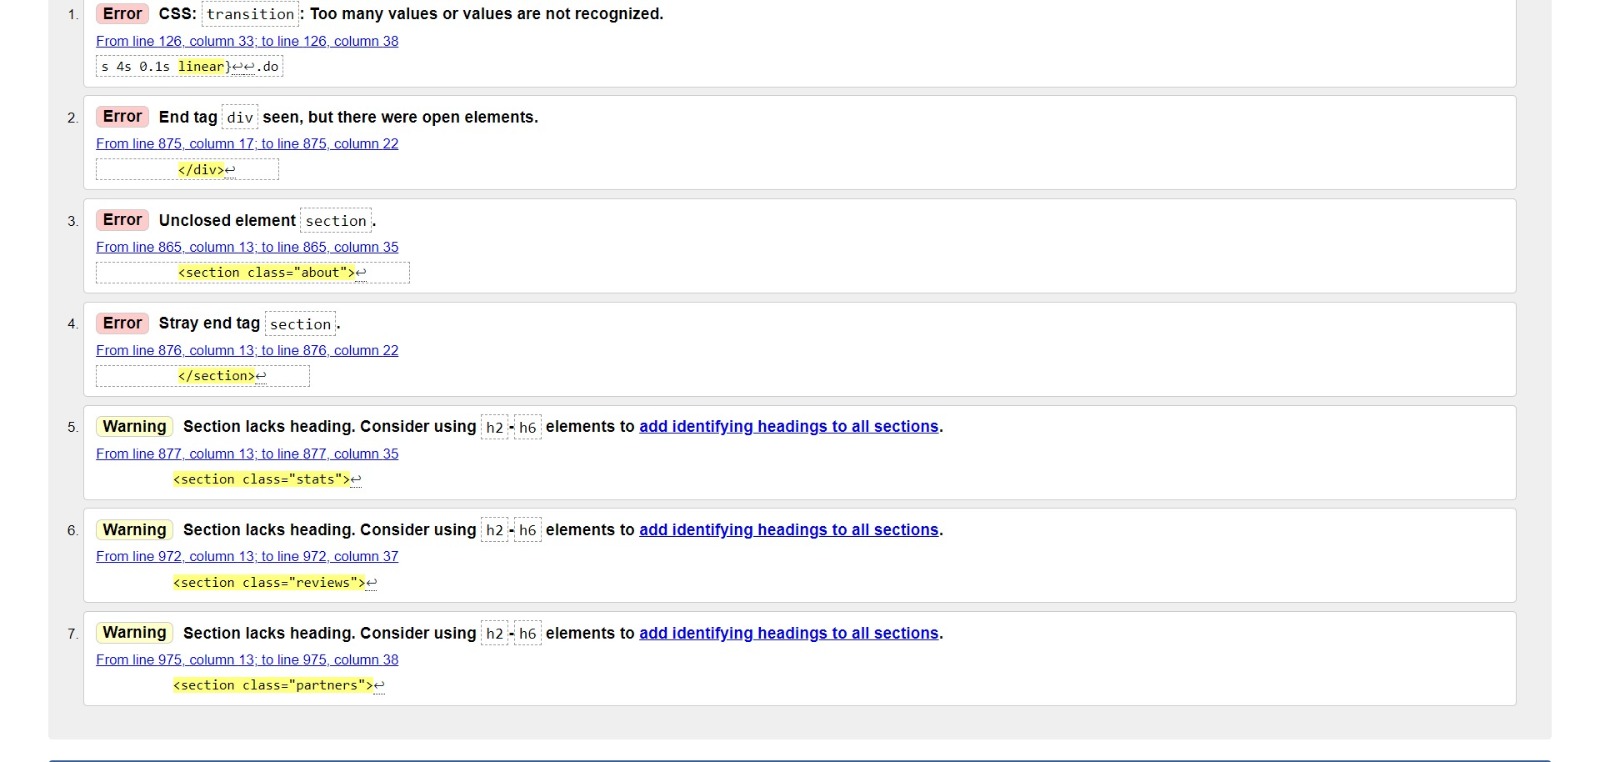 1. Error CSS: transition: Too many values or values are not recognized.
From line 126, column 33; to line 126, column 38
s 4s 0.1s linear}↩↩.do
2. Error End tag div seen, but there were open elements.
From line 875, column 17; to line 875, column 22
</div>↩
3. Error Unclosed element section.
From line 865, column 13; to line 865, column 35
<section class="about">↩
4. Error Stray end tag section.
From line 876, column 13; to line 876, column 22
</section>↩
5. Warning Section lacks heading. Consider using h2-h6 elements to add identifying headings to all sections.
From line 877, column 13; to line 877, column 35
<section class="stats">↩
6. Warning Section lacks heading. Consider using h2-h6 elements to add identifying headings to all sections.
From line 972, column 13; to line 972, column 37
<section class="reviews">↩
7. Warning Section lacks heading. Consider using h2-h6 elements to add identifying headings to all sections.
From line 975, column 13; to line 975, column 38
<section class="partners">↩